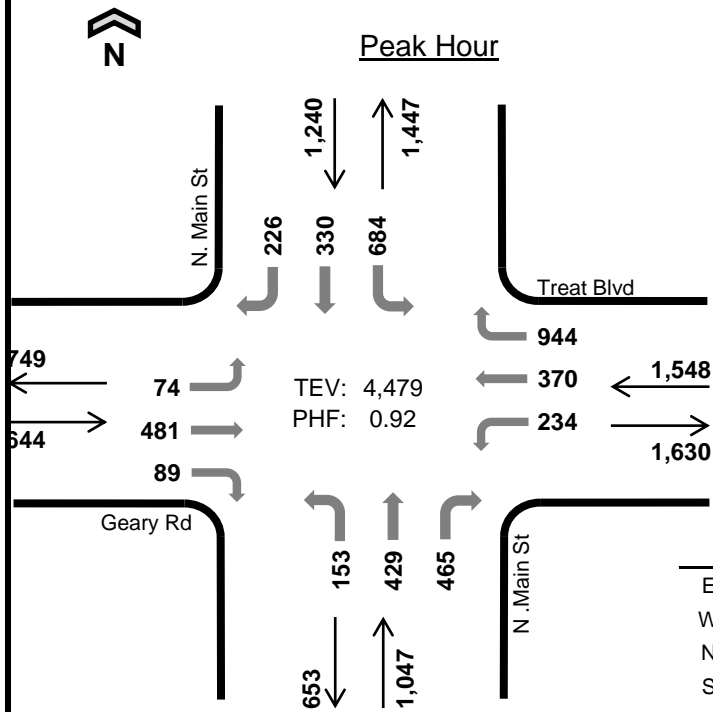 N
Peak Hour
1,240
1,447
N. Main St
226
330
684
Treat Blvd
944
749
74
TEV: 4,479
370
1,548
PHF: 0.92
644
481
234
1,630
89
Geary Rd
153
429
465
N .Main St
653
1,047
E
W
N
S